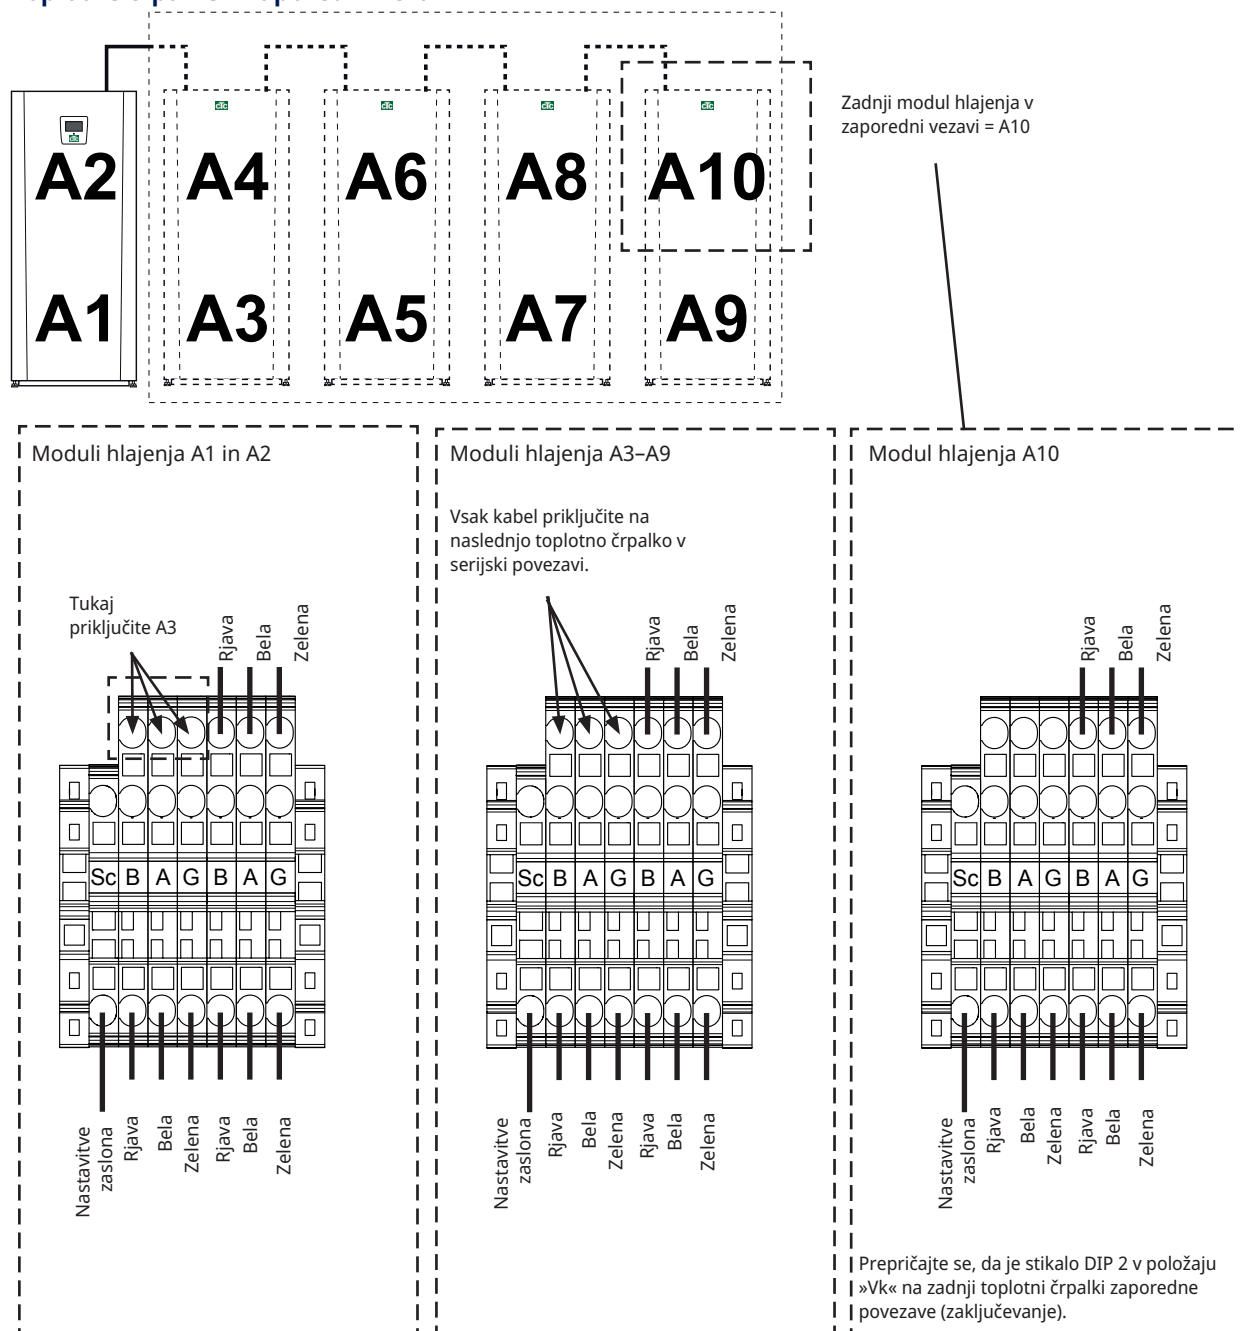 Zadnji modul hlajenja v
zaporedni vezavi = A10
A2 A4 A6 A8 A10
A1 A3 A5 A7 A9
Moduli hlajenja A1 in A2
Tukaj
priključite A3
Rjava
Bela
Zelena
Sc B A G B A G
Nastavitve
zaslona
Rjava
Bela
Zelena
Rjava
Bela
Zelena
Moduli hlajenja A3–A9
Vsak kabel priključite na
naslednjo toplotno črpalko v
serijski povezavi.
Rjava
Bela
Zelena
Sc B A G B A G
Nastavitve
zaslona
Rjava
Bela
Zelena
Rjava
Bela
Zelena
Modul hlajenja A10
Rjava
Bela
Zelena
Sc B A G B A G
Nastavitve
zaslona
Rjava
Bela
Zelena
Rjava
Bela
Zelena
Prepričajte se, da je stikalo DIP 2 v položaju
»Vk« na zadnji toplotni črpalki zaporedne
povezave (zaključevanje).